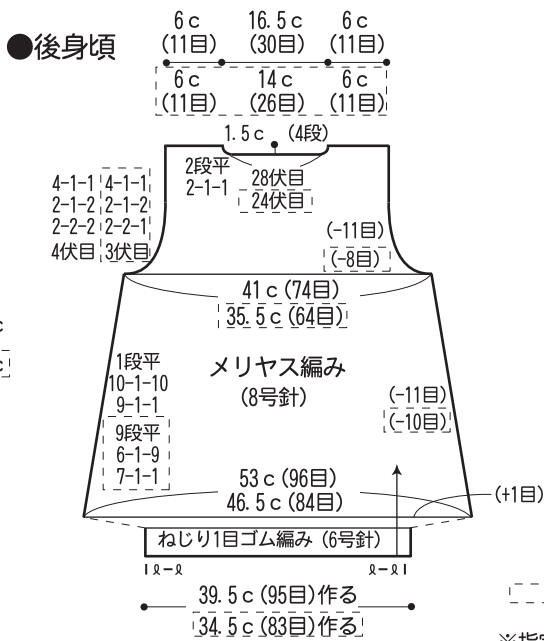 ●後身頃
6c 16.5c 6c
(11目) (30目) (11目)
6c 14c 6c
(11目) (26目) (11目)
1.5c (4段)
2段平
2-1-1
28伏目
24伏目
4-1-1 4-1-1
2-1-2 2-1-2
2-2-2 2-2-1
4伏目 3伏目
(-11目)
(-8目)
41c(74目)
35.5c(64目)
c
c
メリヤス編み
(8号針)
1段平
10-1-10
9-1-1
9段平
6-1-9
7-1-1
(-11目)
(-10目)
53c(96目)
46.5c(84目)
(+1目)
ねじり1目ゴム編み(6号針)
39.5c(95目)作る
34.5c(83目)作る
※指定